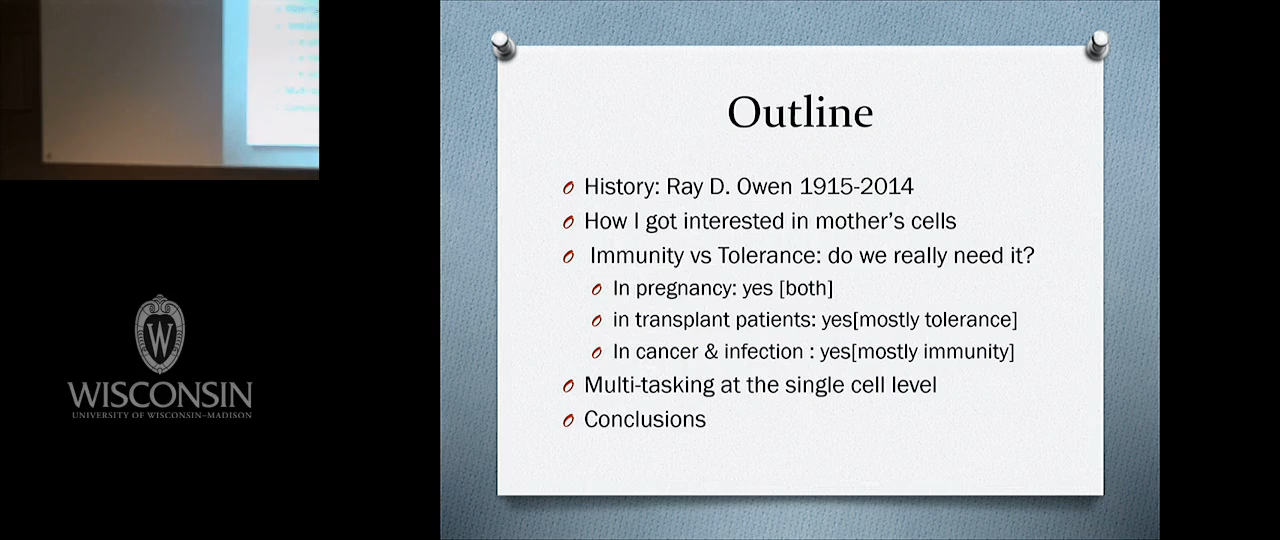 Outline
History: Ray D. Owen 1915-2014
How I got interested in mother's cells
Immunity vs Tolerance: do we really need it?
In pregnancy: yes [both]
in transplant patients: yes[mostly tolerance]
In cancer & infection : yes[mostly immunity]
Multi-tasking at the single cell level
Conclusions
W
WISCONSIN
UNIVERSITY OF WISCONSIN–MADISON